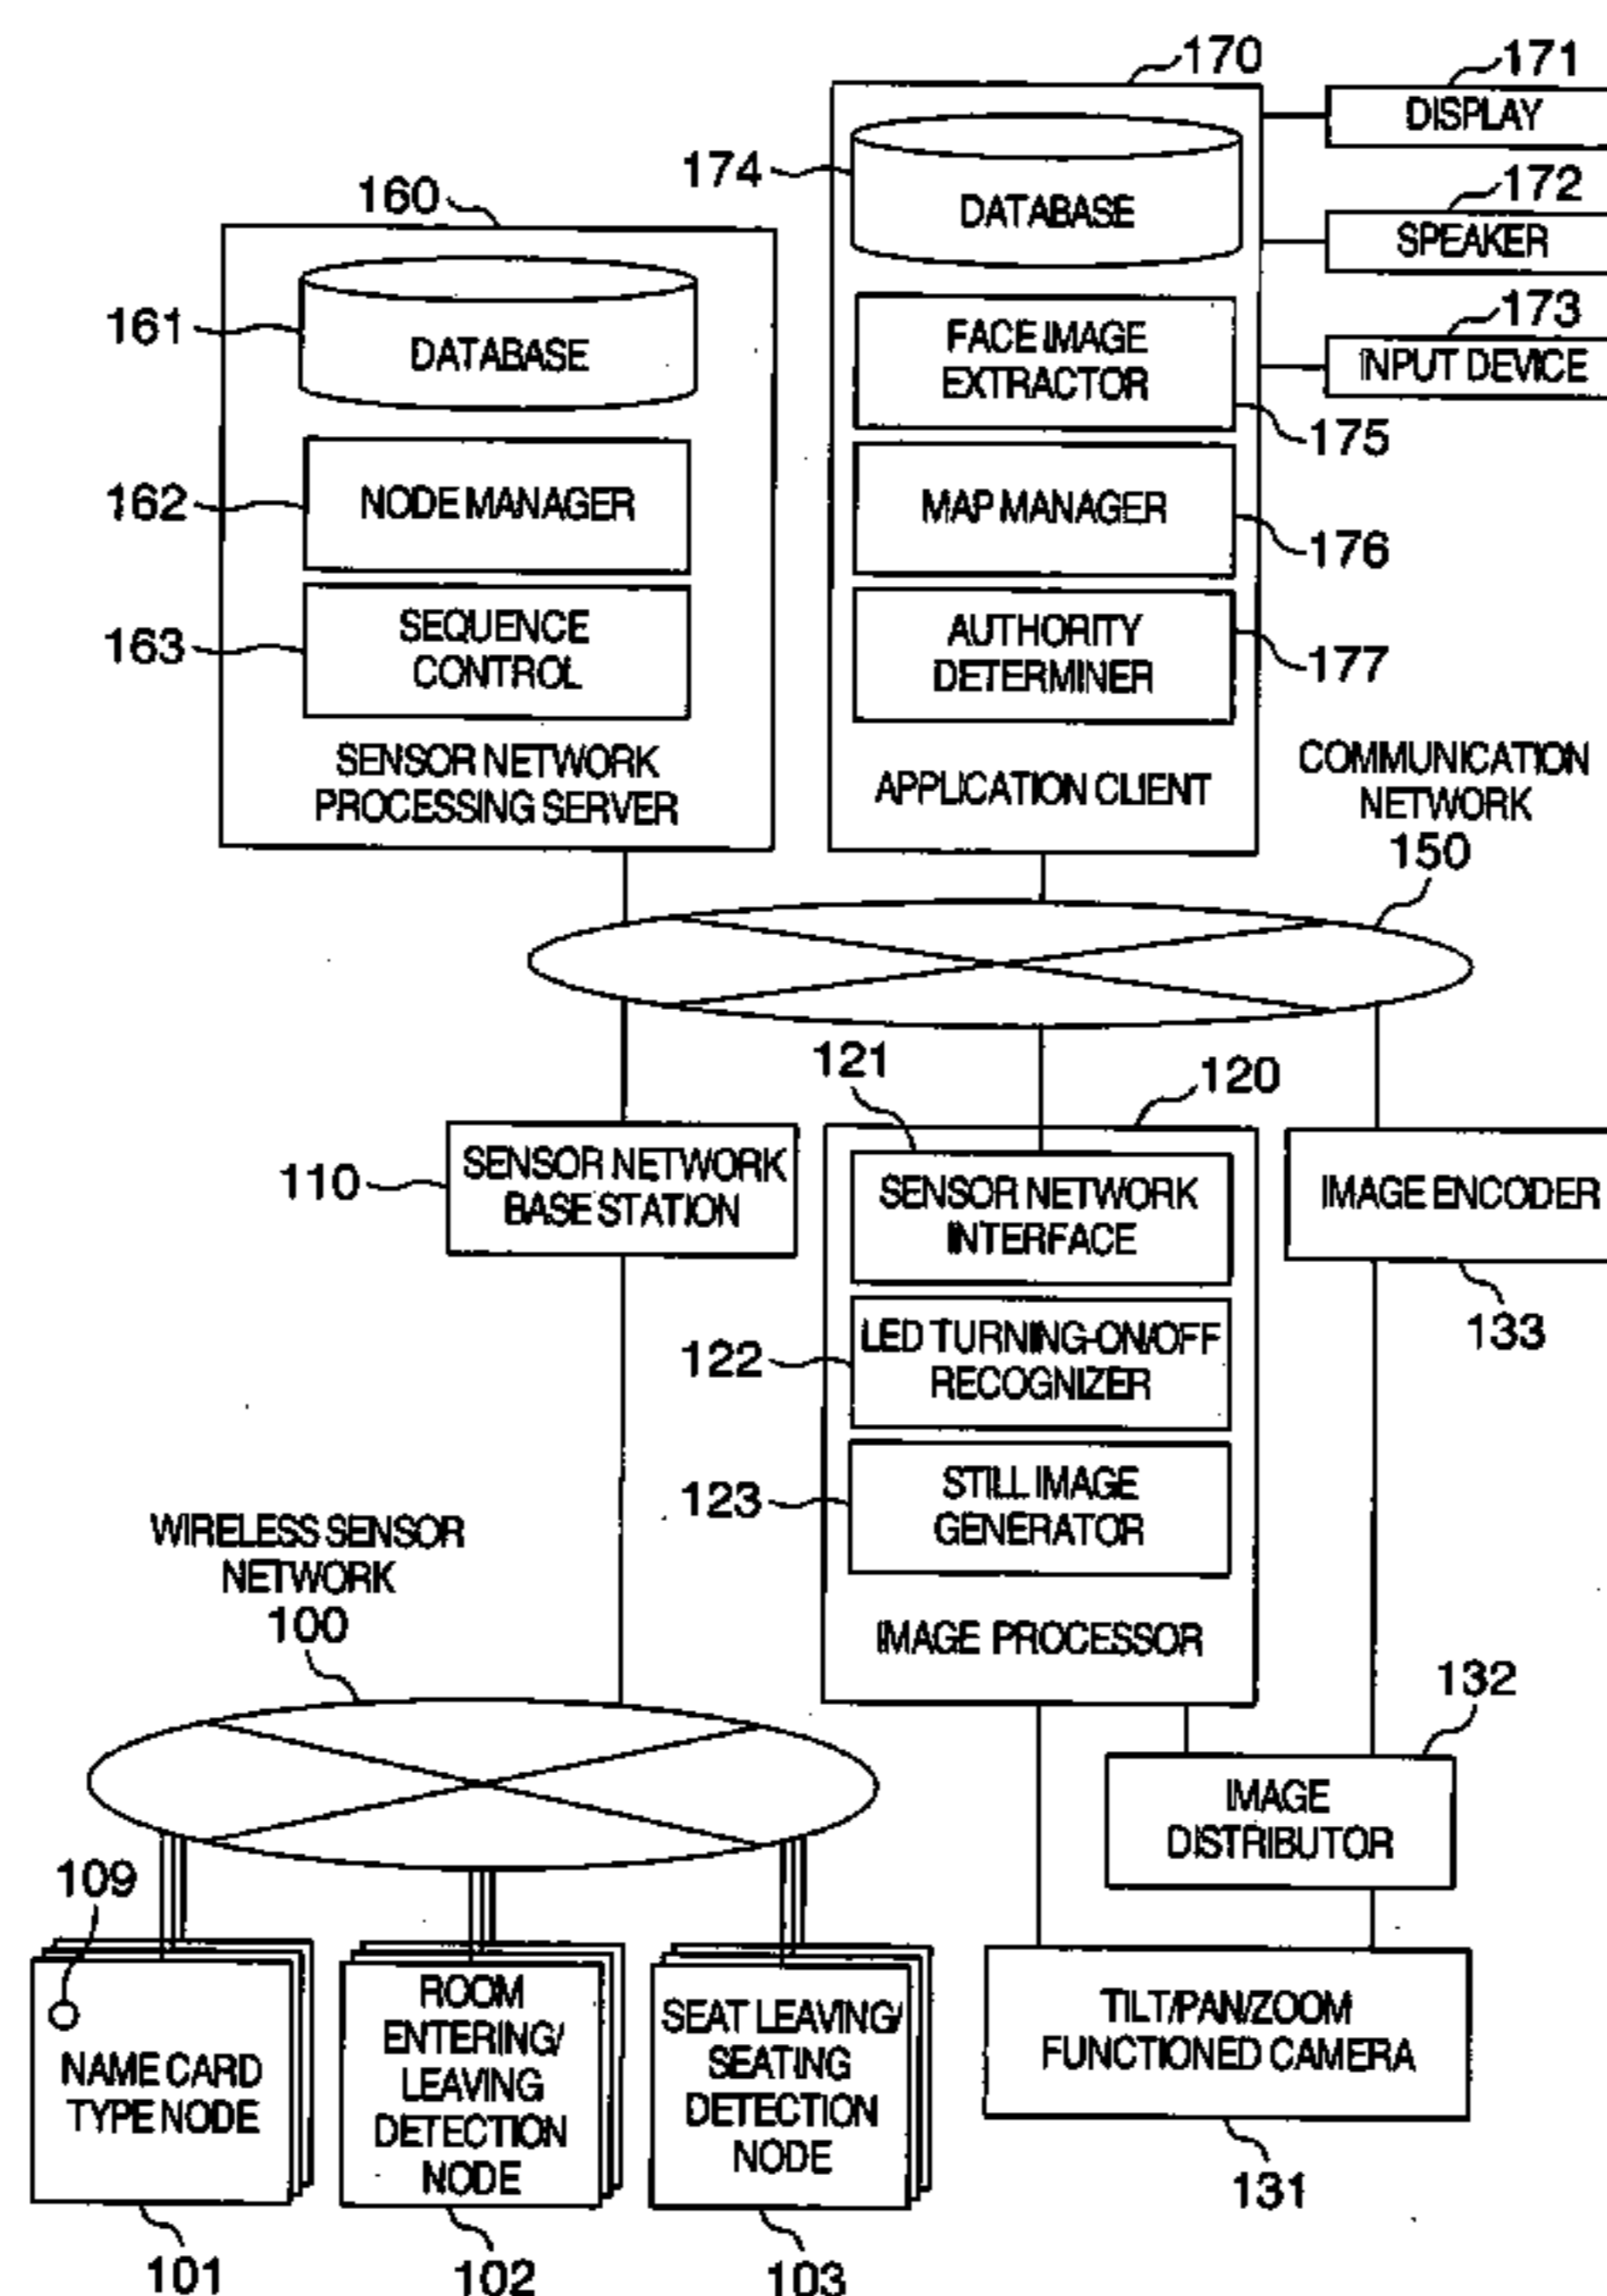 170
171
DISPLAY
174
DATABASE
172
SPEAKER
160
173
INPUT DEVICE
161
DATABASE
FACE IMAGE
EXTRACTOR
175
162
NODE MANAGER
MAP MANAGER
176
163
SEQUENCE
CONTROL
AUTHORITY
DETERMINER
177
SENSOR NETWORK
PROCESSING SERVER
APPLICATION CLIENT
COMMUNICATION
NETWORK
150
121
120
110
SENSOR NETWORK
BASE STATION
SENSOR NETWORK
INTERFACE
IMAGE ENCODER
133
122
LED TURNING-ON/OFF
RECOGNIZER
123
STILL IMAGE
GENERATOR
WIRELESS SENSOR
NETWORK
100
IMAGE PROCESSOR
132
IMAGE
DISTRIBUTOR
109
NAME CARD
TYPE NODE
ROOM
ENTERING/
LEAVING
DETECTION
NODE
SEAT LEAVING/
SEATING
DETECTION
NODE
TILT/PAN/ZOOM
FUNCTIONED CAMERA
131
101
102
103